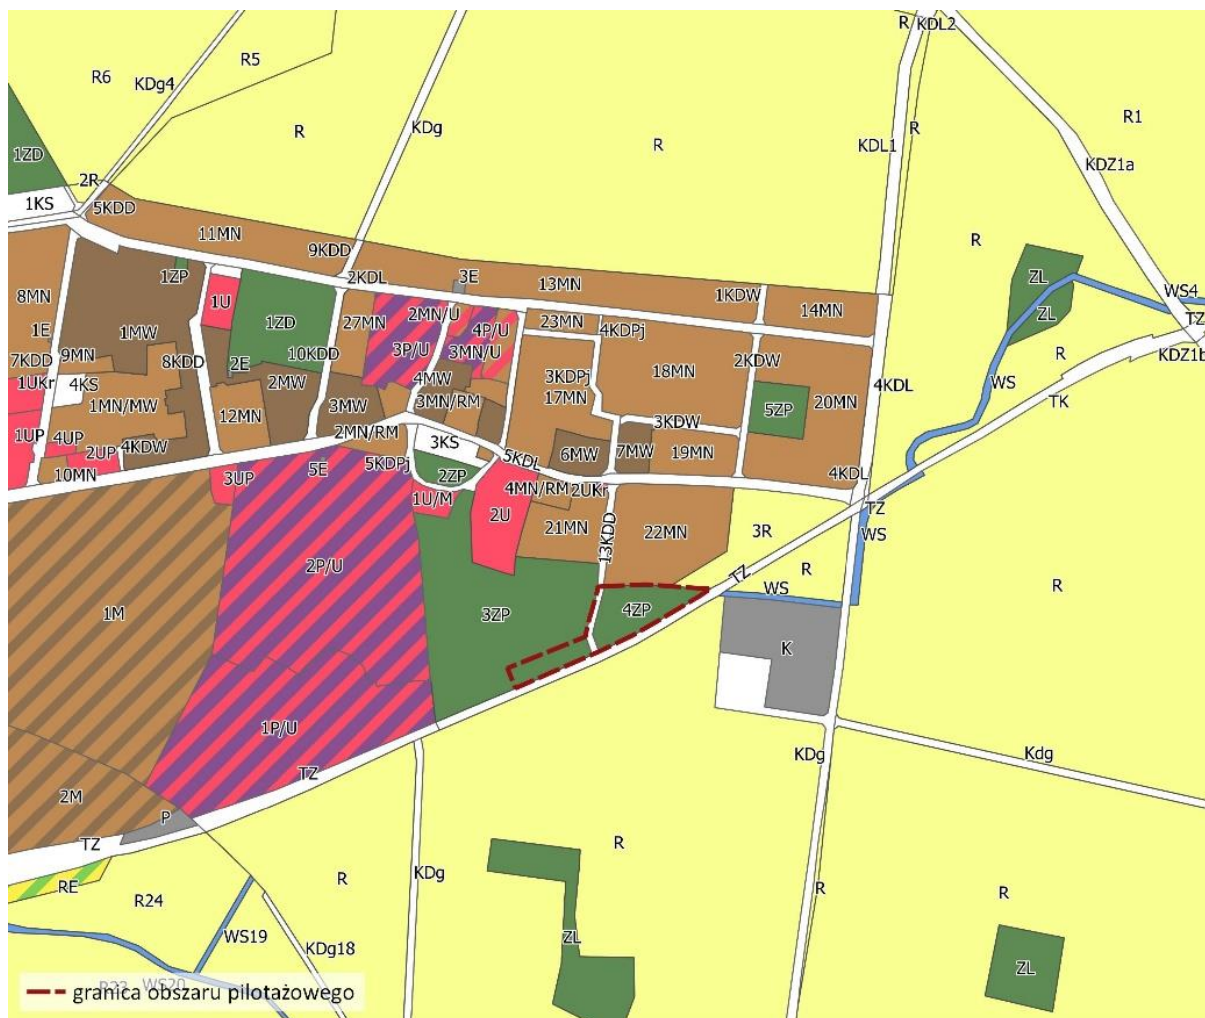 R
KDL2
R5
R6
KDg4
R1
KDg
R
R
R
KDL1
1ZD
KDZ1a
2R
1KS
5KDD
11MN
R
9KDD
1ZP
2KDL
3E
13MN
ZL
WS4
8MN
1U
1KDW
14MN
ZL
TZ
1E
1MW
1ZD
27MN
2MN/U
23MN
4P/U
4KDPj
7KDD
9MN
8KDD
2E
10KDD
3P/U
3MN/U
2KDW
R
KDZ1b
1UKr
4KS
2MW
4MW
3KDPj
18MN
4KDL
WS
1MN/MW
12MN
3MW
3MN/RM
17MN
5ZP
20MN
TK
1UP
4UP
4KDW
2MN/RM
3KS
3KDW
2UP
6MW
7MW
19MN
10MN
3UP
5E
5KDPj
2ZP
5KDL
4KDL
1U/M
4MN/RM
2UKr
TZ
2U
21MN
13KDD
22MN
3R
WS
2P/U
R
TZ
WS
R
1M
3ZP
4ZP
K
1P/U
KDg
Kdg
TZ
2M
P
TZ
R
RE
R
KDg
R
R
R24
WS19
KDg18
ZL
ZL
R23
WS20
granica obszaru pilotażowego